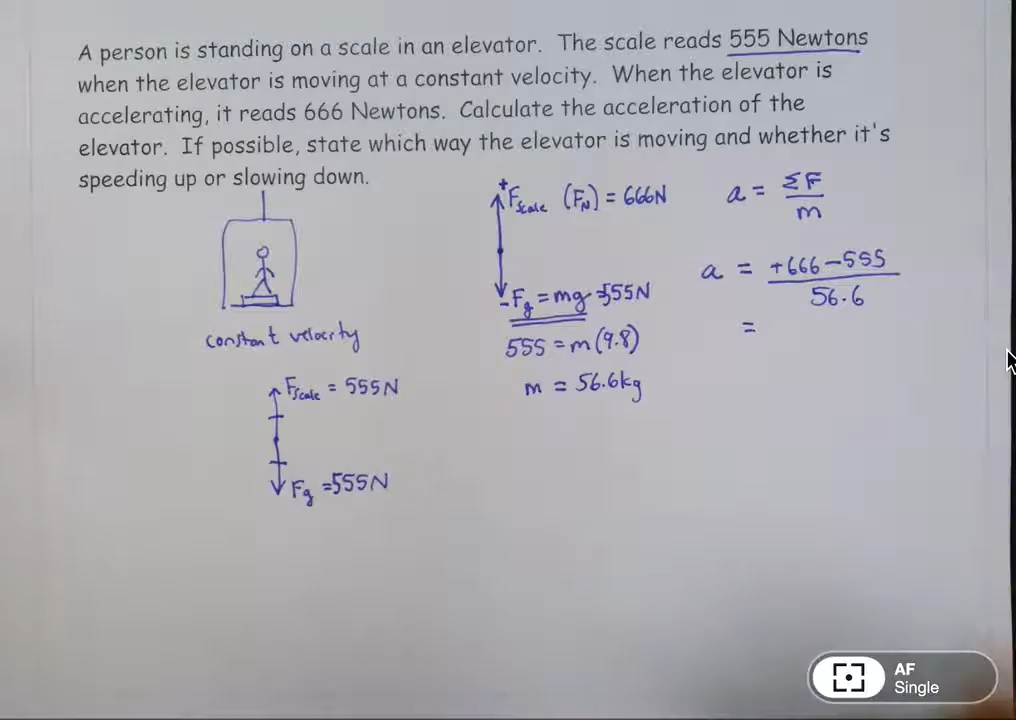 A person is standing on a scale in an elevator. The scale reads 555 Newtons
when the elevator is moving at a constant velocity. When the elevator is
accelerating, it reads 666 Newtons. Calculate the acceleration of the
elevator. If possible, state which way the elevator is moving and whether it's
speeding up or slowing down.
constant velocity
Fscale = 555N
Fg = 555N
+
Fscale (FN) = 666N
-Fg = mg = 555N
555 = m(9.8)
m = 56.6kg
a = ΣF / m
a = +666 - 555 / 56.6
=
AF
Single